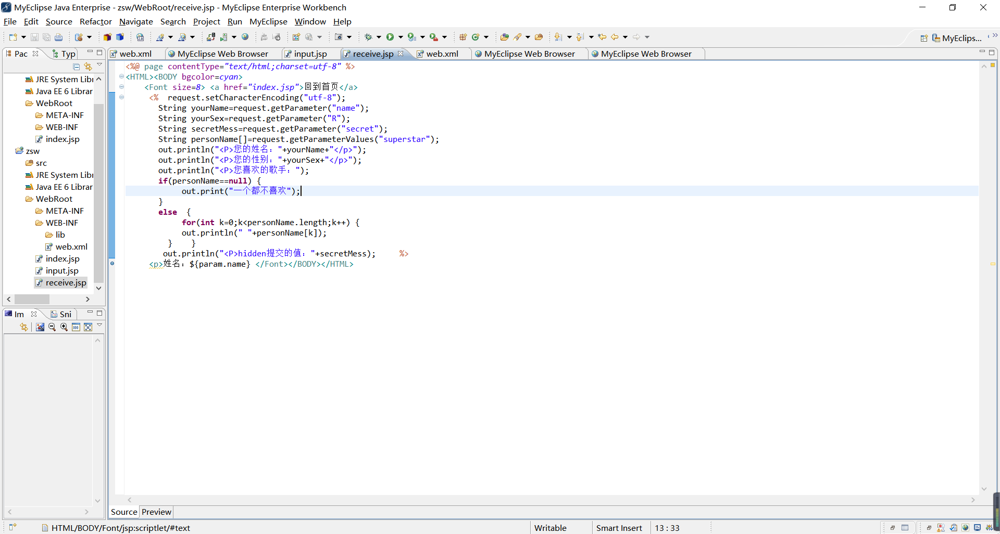 MyEclipse Java Enterprise - zsw/WebRoot/receive.jsp - MyEclipse Enterprise Workbench
File Edit Source Refactor Navigate Search Project Run MyEclipse Window Help
MyEclips...
Pac Typ
web.xml MyEclipse Web Browser input.jsp receive.jsp web.xml MyEclipse Web Browser MyEclipse Web Browser
JRE System Libr
Java EE 6 Librar
WebRoot
META-INF
WEB-INF
index.jsp
zsw
src
JRE System Libr
Java EE 6 Librar
WebRoot
META-INF
WEB-INF
lib
web.xml
index.jsp
input.jsp
receive.jsp
<%@ page contentType="text/html;charset=utf-8" %>
<HTML><BODY bgcolor=cyan>
<Font size=8> <a href="index.jsp">回到首页</a>
<%  request.setCharacterEncoding("utf-8");
String yourName=request.getParameter("name");
String yourSex=request.getParameter("R");
String secretMess=request.getParameter("secret");
String personName[]=request.getParameterValues("superstar");
out.println("<P>您的姓名："+yourName+"</p>");
out.println("<P>您的性别："+yourSex+"</p>");
out.println("<P>您喜欢的歌手：");
if(personName==null) {
out.print("一个都不喜欢");
}
else  {
for(int k=0;k<personName.length;k++) {
out.println(" "+personName[k]);
}    }
out.println("<P>hidden提交的值："+secretMess);     %>
<p>姓名：${param.name} </Font></BODY></HTML>
Im Sni
Source Preview
HTML/BODY/Font/jsp:scriptlet/#text Writable Smart Insert 13 : 33